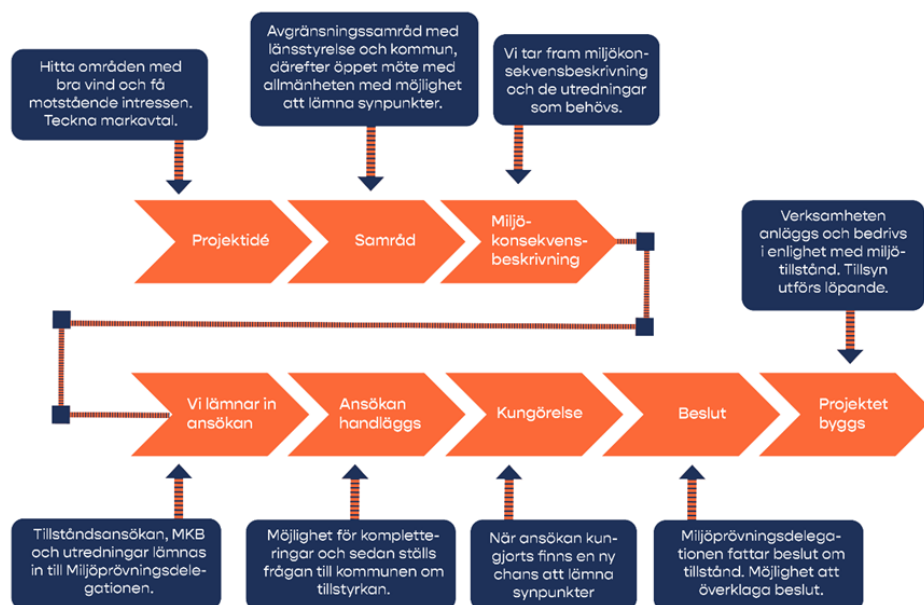 Hitta områden med
bra vind och få
motstående intressen.
Teckna markavtal.
Avgränsningssamråd med
länsstyrelse och kommun,
därefter öppet möte med
allmänheten med möjlighet
att lämna synpunkter.
Vi tar fram miljökon-
sekvensbeskrivning
och de utredningar
som behövs.
Projektidé
Samråd
Miljö-
konsekvens-
beskrivning
Verksamheten
anläggs och bedrivs
i enlighet med miljö-
tillstånd. Tillsyn
utförs löpande.
Vi lämnar in
ansökan
Ansökan
handläggs
Kungörelse
Beslut
Projektet
byggs
Tillståndsansökan, MKB
och utredningar lämnas
in till Miljöprövningsdele-
gationen.
Möjlighet för komplette-
ringar och sedan ställs
frågan till kommunen om
tillstyrkan.
När ansökan kun-
gjorts finns en ny
chans att lämna
synpunkter
Miljöprövningsdelega-
tionen fattar beslut om
tillstånd. Möjlighet att
överklaga beslut.